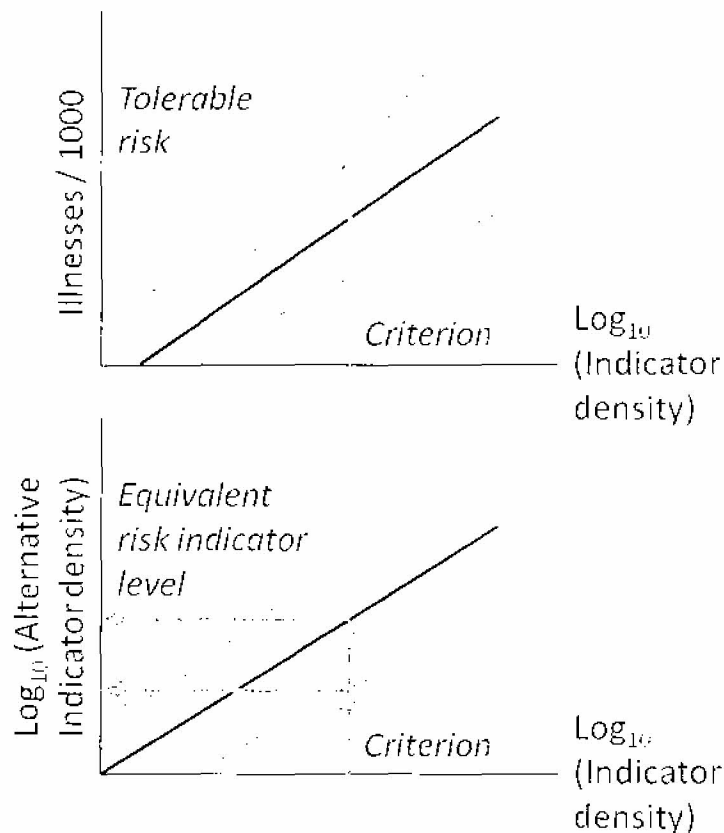 Illnesses / 1000
Tolerable
risk
Criterion
Log₁₀
(Indicator
density)
Log₁₀ (Alternative
Indicator density)
Equivalent
risk indicator
level
Criterion
Log₁₀
(Indicator
density)